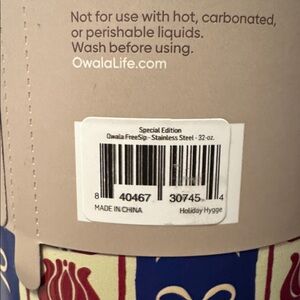 Not for use with hot, carbonated,
or perishable liquids.
Wash before using.
OwalaLife.com
Special Edition
Owala FreeSip - Stainless Steel - 32-oz.
8 40467 30745 4
MADE IN CHINA Holiday Hygge